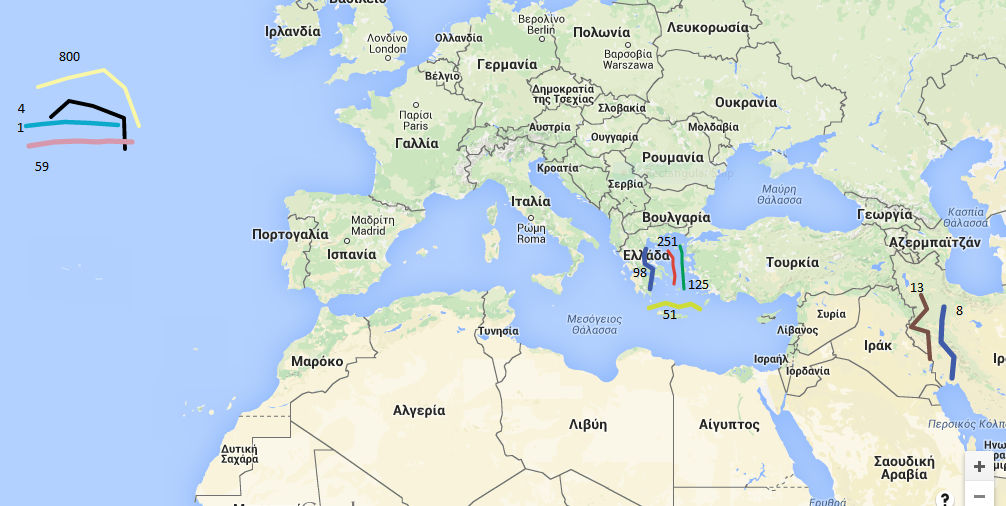 Βασίλειο
Ιρλανδία
Βερολίνο
Berlin
Πολωνία
Λευκορωσία
Λονδίνο
London
Ολλανδία
Βαρσοβία
Warszawa
800
Γερμανία
Βέλγιο
Δημοκρατία
της Τσεχίας
Σλοβακία
Ουκρανία
4
1
Παρίσι
Paris
Αυστρία
Ουγγαρία
Μολδαβία
Γαλλία
59
Ρουμανία
Κροατία
Σερβία
Μαύρη
Θάλασσα
Ιταλία
Γεωργία
Κασπία
Θάλασσα
Βουλγαρία
Μαδρίτη
Madrid
Ρώμη
Roma
Πορτογαλία
Ισπανία
251
Αζερμπαϊτζάν
Ελλάδα
Τουρκία
98
125
13
8
51
Μεσόγειος
Θάλασσα
Συρία
Τυνησία
Λίβανος
Ιράκ
Ιρ
Μαρόκο
Ισραήλ
Ιορδανία
Αλγερία
Λιβύη
Αίγυπτος
Περσικός Κόλπ
Δυτική
Σαχάρα
Σαουδική
Αραβία
Ηνω
+
?
−
Ερυθρά